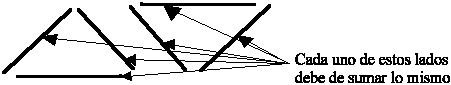 Cada uno de estos lados
debe de sumar lo mismo